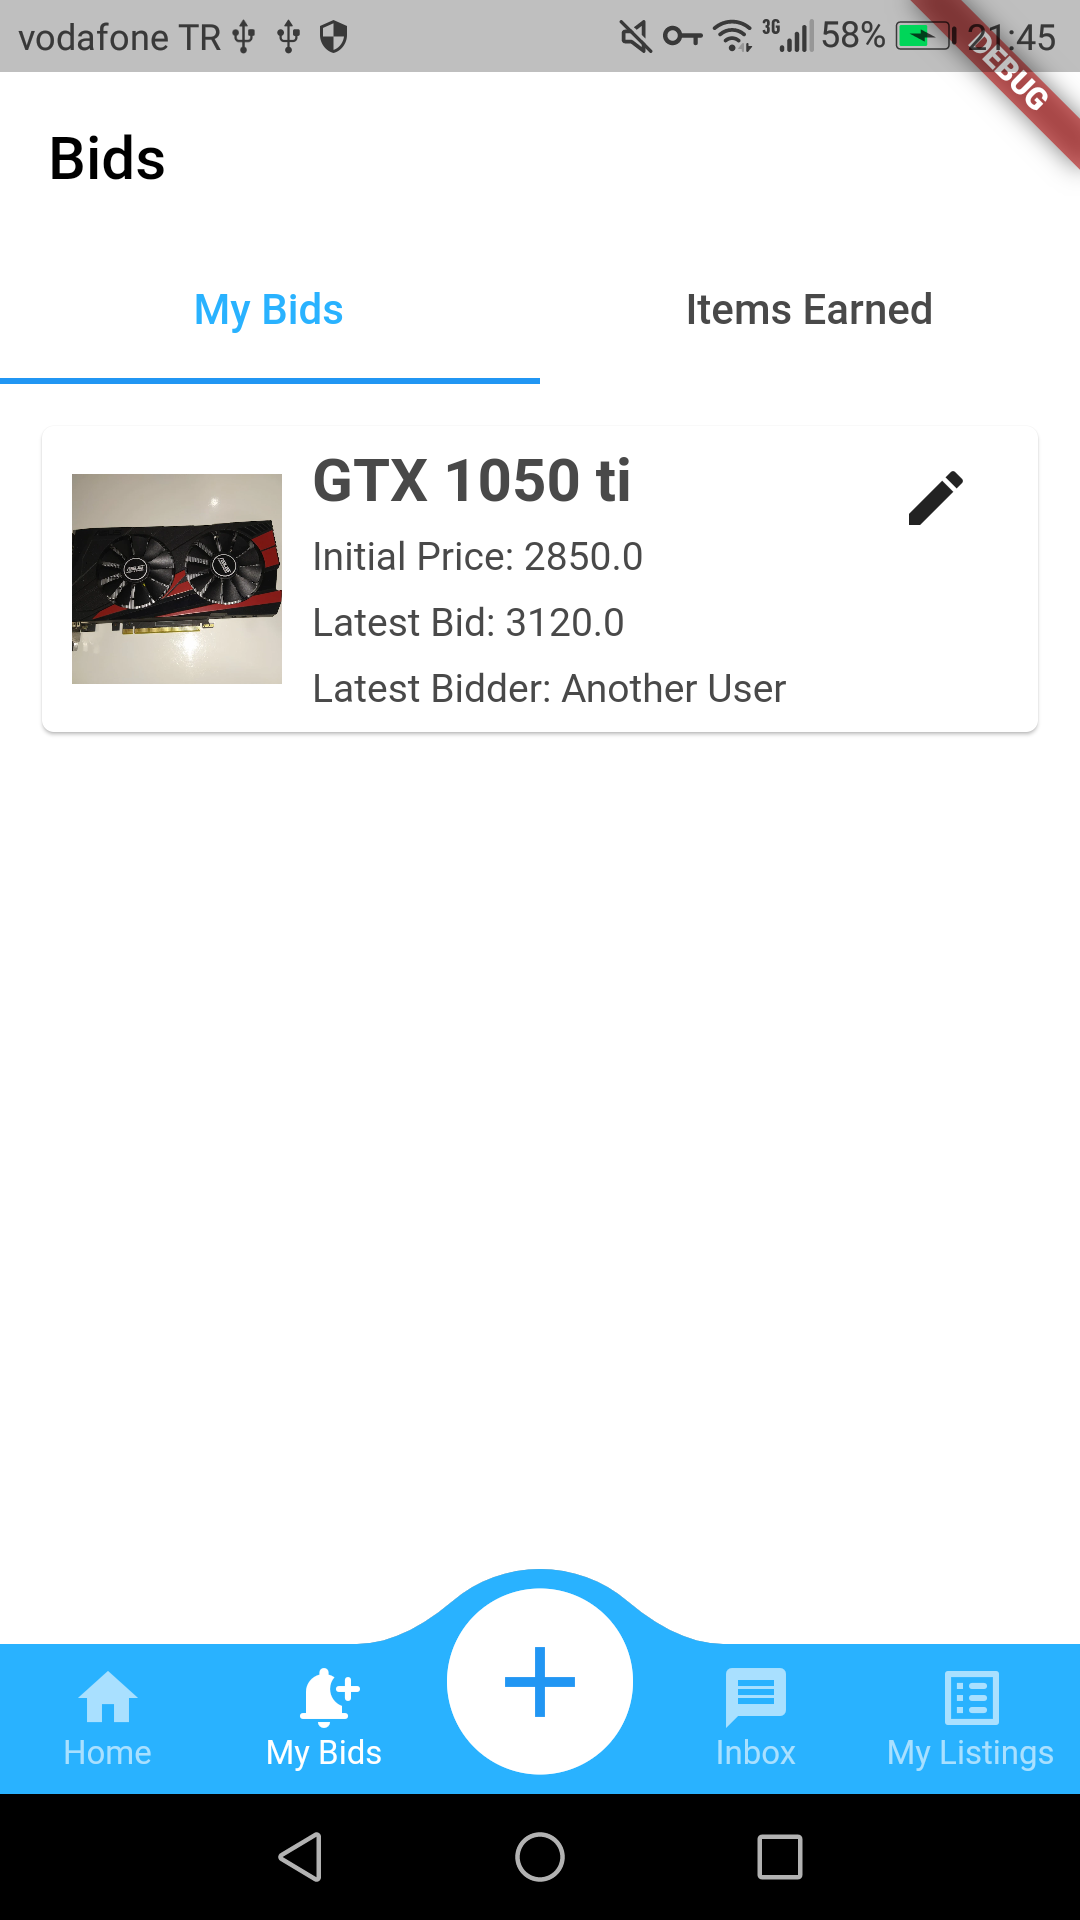 vodafone TR 3G 58% 21:45
DEBUG
Bids
My Bids Items Earned
GTX 1050 ti
Initial Price: 2850.0
Latest Bid: 3120.0
Latest Bidder: Another User
Home My Bids Inbox My Listings